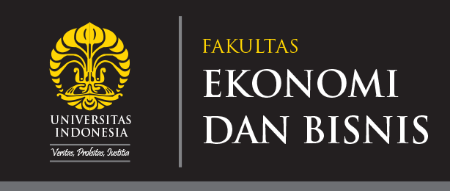 UNIVERSITAS
INDONESIA
Veritas, Probitas, Iustitia
FAKULTAS
EKONOMI
DAN BISNIS